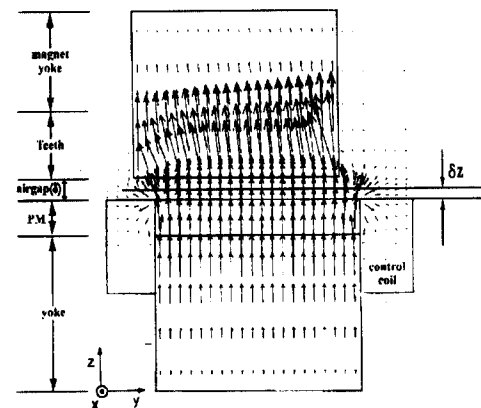 magnet
yoke
Teeth
airgap(δ)
PM
yoke
δZ
control
coil
z
x
y